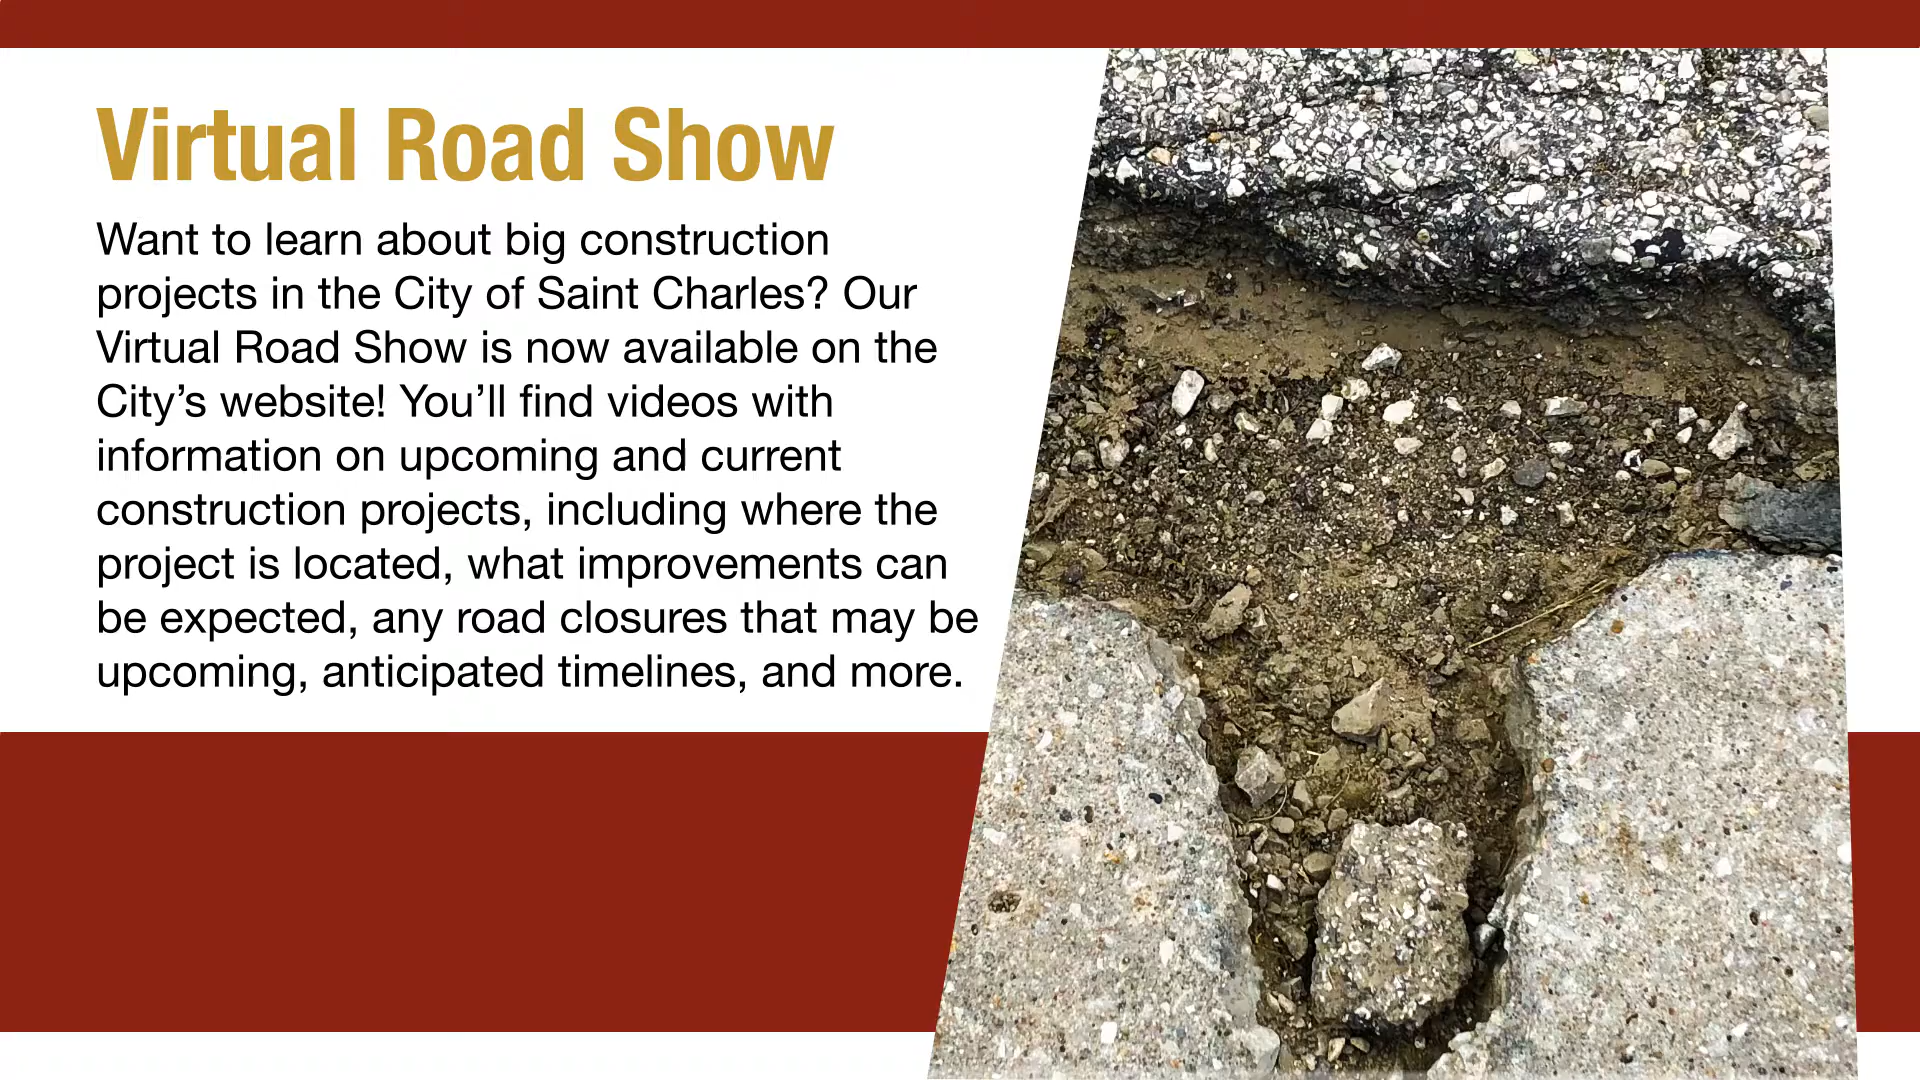 Virtual Road Show
Want to learn about big construction
projects in the City of Saint Charles? Our
Virtual Road Show is now available on the
City’s website! You’ll find videos with
information on upcoming and current
construction projects, including where the
project is located, what improvements can
be expected, any road closures that may be
upcoming, anticipated timelines, and more.